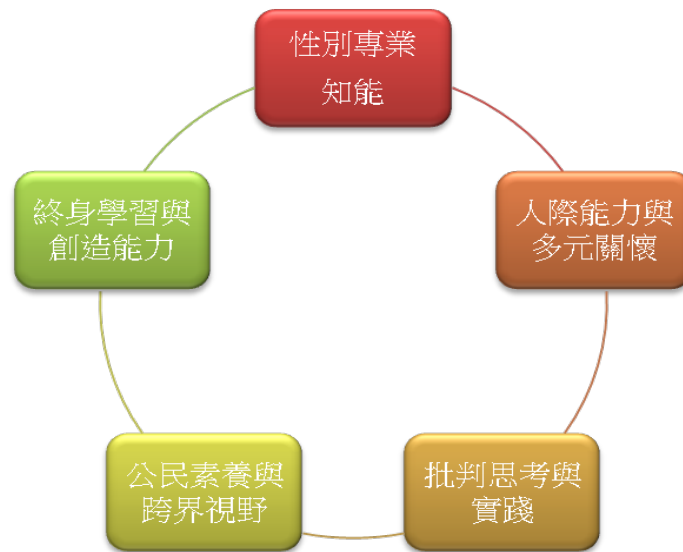 性別專業
知能
人際能力與
多元關懷
批判思考與
實踐
公民素養與
跨界視野
終身學習與
創造能力